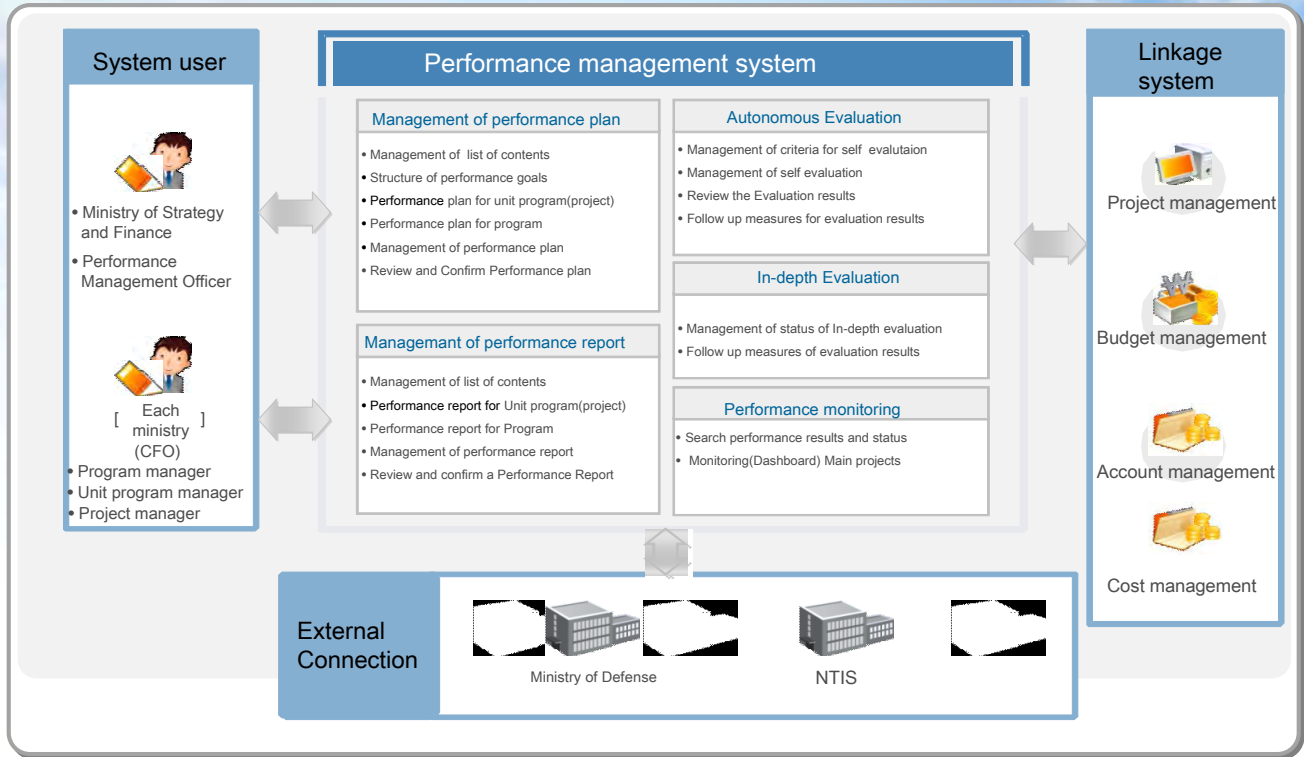 System user
• Ministry of Strategy
and Finance
• Performance
Management Officer
[ Each ]
ministry
(CFO)
• Program manager
• Unit program manager
• Project manager
Performance management system
Management of performance plan
• Management of list of contents
• Structure of performance goals
• Performance plan for unit program(project)
• Performance plan for program
• Management of performance plan
• Review and Confirm Performance plan
Managemant of performance report
• Management of list of contents
• Performance report for Unit program(project)
• Performance report for Program
• Management of performance report
• Review and confirm a Performance Report
Autonomous Evaluation
• Management of criteria for self evalutaion
• Management of self evaluation
• Review the Evaluation results
• Follow up measures for evaluation results
In-depth Evaluation
• Management of status of In-depth evaluation
• Follow up measures of evaluation results
Performance monitoring
• Search performance results and status
• Monitoring(Dashboard) Main projects
Linkage
system
Project management
₩
Budget management
Account management
Cost management
External
Connection
Ministry of Defense
NTIS